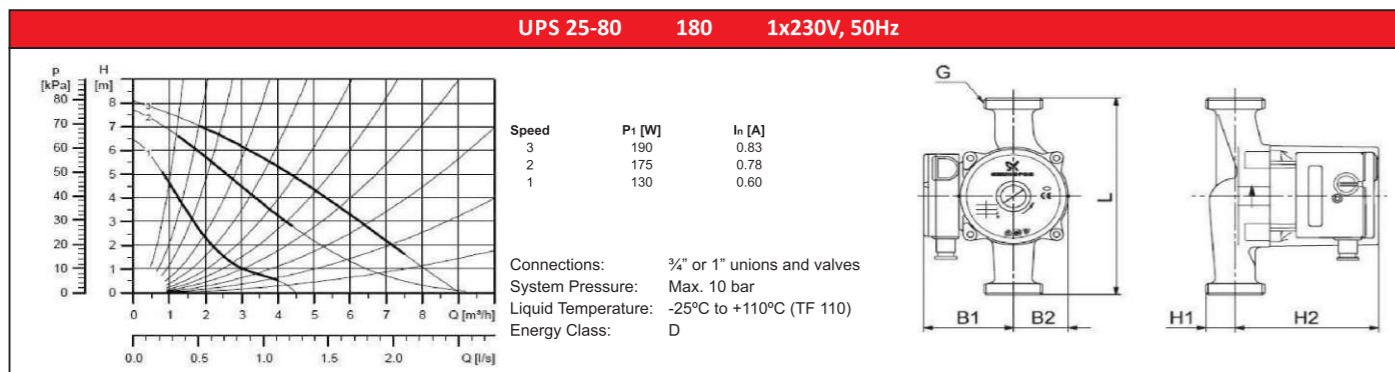 UPS 25-80 180 1x230V, 50Hz
p
[kPa]
H
[m]
80
70
60
50
40
30
20
10
0
8
7
6
5
4
3
2
1
0
3
2
1
0 1 2 3 4 5 6 7 8 Q [m³/h]
0.0 0.5 1.0 1.5 2.0 Q [l/s]
Speed P1 [W] In [A]
3 190 0.83
2 175 0.78
1 130 0.60
Connections: ¾” or 1” unions and valves
System Pressure: Max. 10 bar
Liquid Temperature: -25ºC to +110ºC (TF 110)
Energy Class: D
G
GRUNDFOS
CE
L
B1 B2
H1 H2